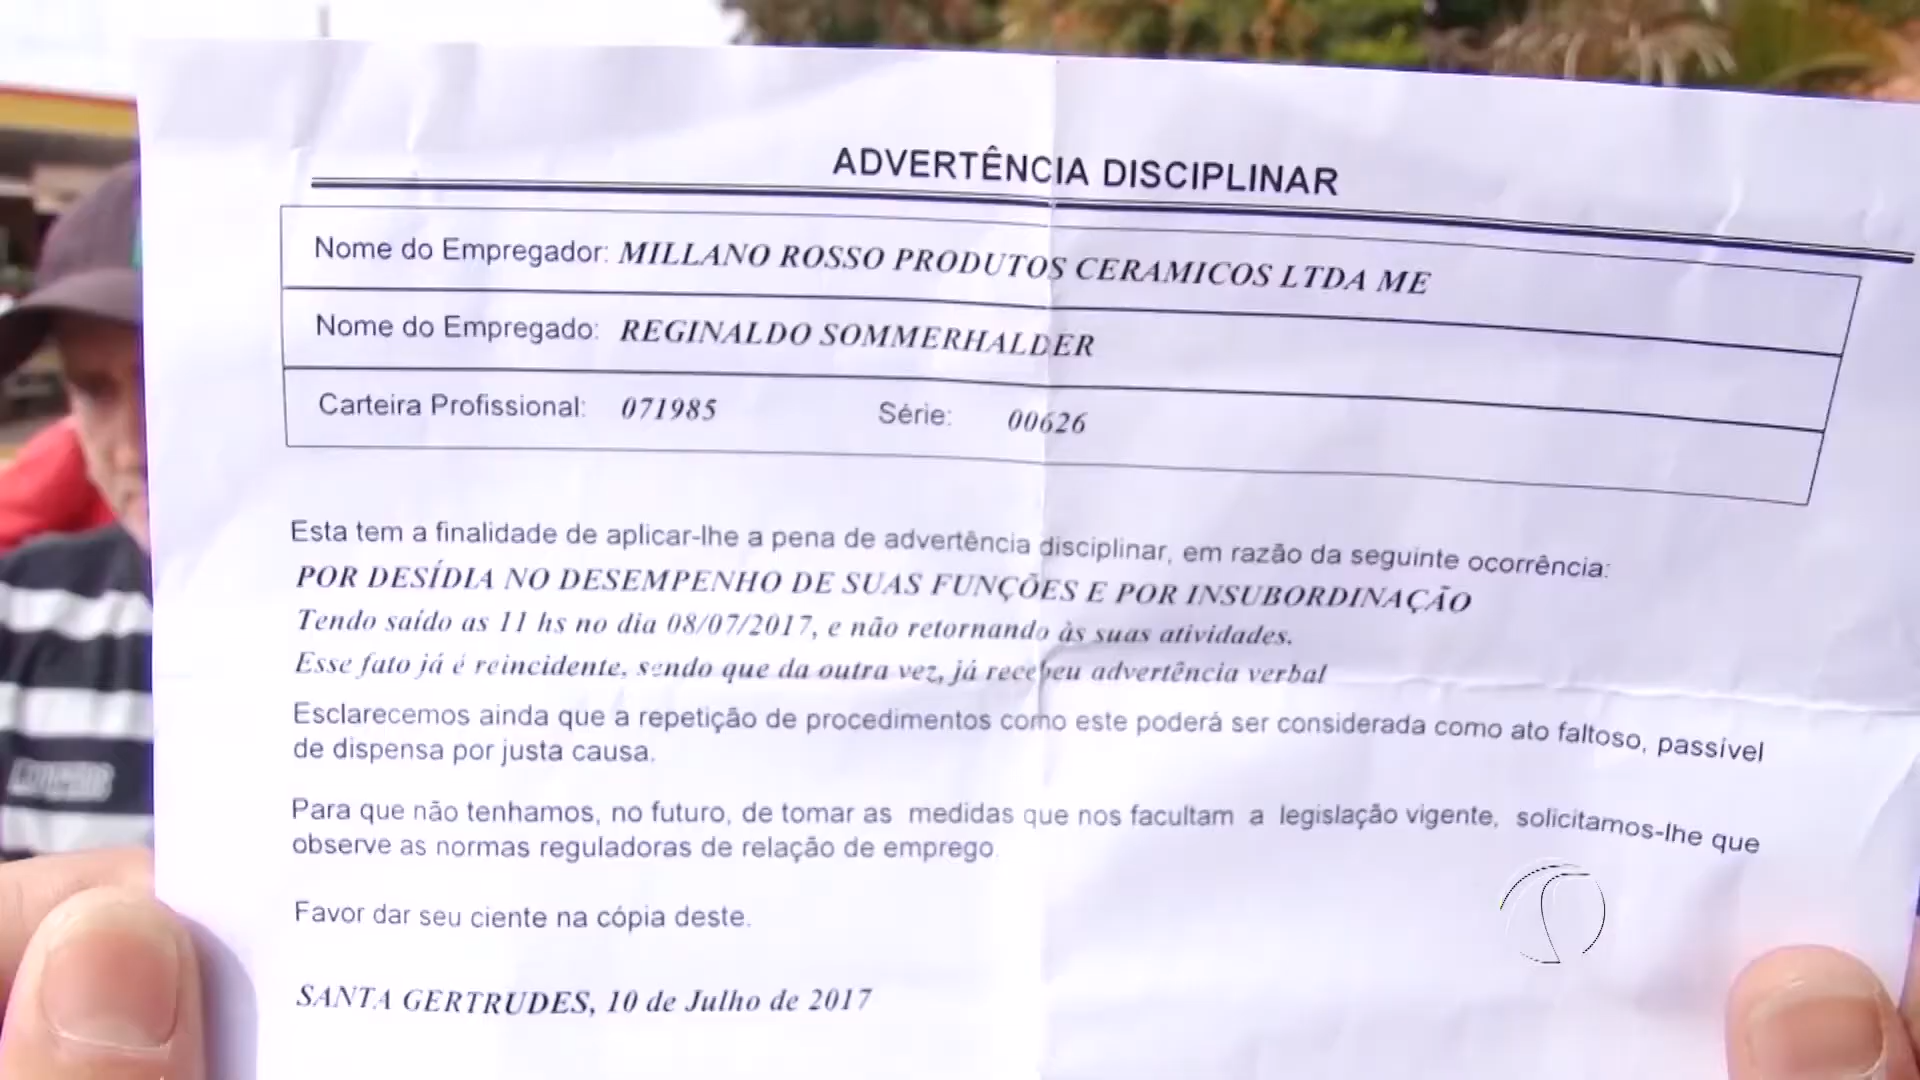 ADVERTÊNCIA DISCIPLINAR
Nome do Empregador: MILLANO ROSSO PRODUTOS CERAMICOS LTDA ME
Nome do Empregado: REGINALDO SOMMERHALDER
Carteira Profissional: 071985 Série: 00626
Esta tem a finalidade de aplicar-lhe a pena de advertência disciplinar, em razão da seguinte ocorrência:
POR DESÍDIA NO DESEMPENHO DE SUAS FUNÇÕES E POR INSUBORDINAÇÃO
Tendo saído as 11 hs no dia 08/07/2017, e não retornando às suas atividades.
Esse fato já é reincidente, sendo que da outra vez, já recebeu advertência verbal
Esclarecemos ainda que a repetição de procedimentos como este poderá ser considerada como ato faltoso, passível
de dispensa por justa causa.
Para que não tenhamos, no futuro, de tomar as medidas que nos facultam a legislação vigente, solicitamos-lhe que
observe as normas reguladoras de relação de emprego.
Favor dar seu ciente na cópia deste.
SANTA GERTRUDES, 10 de Julho de 2017